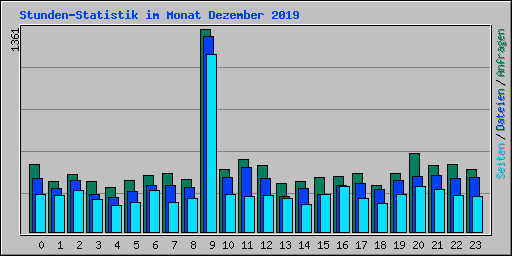 Stunden-Statistik im Monat Dezember 2019
1361
Seiten / Dateien / Anfragen
0 1 2 3 4 5 6 7 8 9 10 11 12 13 14 15 16 17 18 19 20 21 22 23